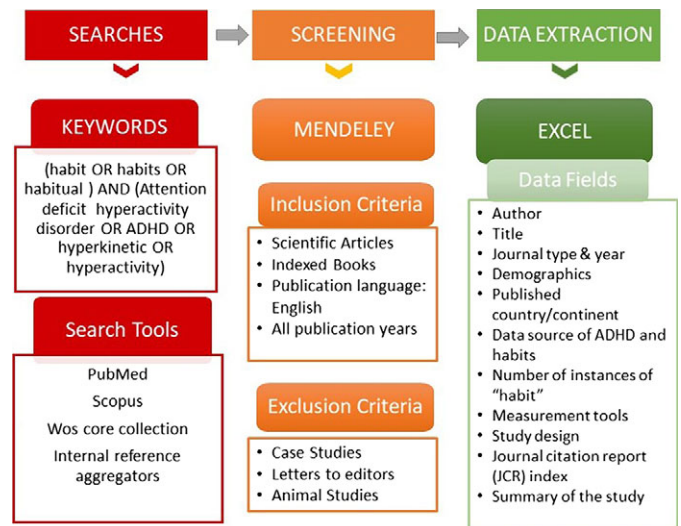 SEARCHES
SCREENING
DATA EXTRACTION
KEYWORDS
(habit OR habits OR
habitual ) AND (Attention
deficit hyperactivity
disorder OR ADHD OR
hyperkinetic OR
hyperactivity)
Search Tools
PubMed
Scopus
Wos core collection
Internal reference
aggregators
MENDELEY
Inclusion Criteria
• Scientific Articles
• Indexed Books
• Publication language:
English
• All publication years
Exclusion Criteria
• Case Studies
• Letters to editors
• Animal Studies
EXCEL
Data Fields
• Author
• Title
• Journal type & year
• Demographics
• Published
country/continent
• Data source of ADHD and
habits
• Number of instances of
“habit”
• Measurement tools
• Study design
• Journal citation report
(JCR) index
• Summary of the study